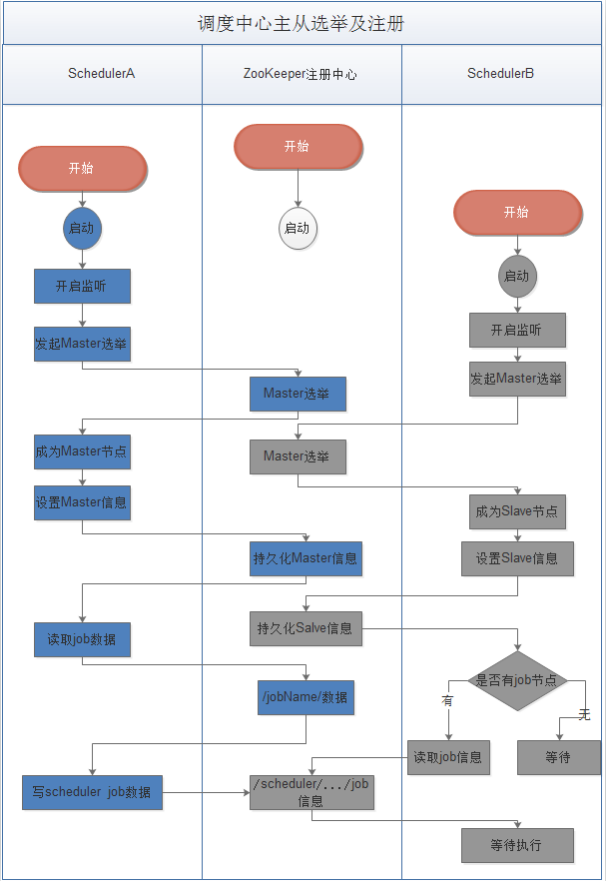 调度中心主从选举及注册
SchedulerA
ZooKeeper注册中心
SchedulerB
开始
开始
开始
启动
启动
启动
开启监听
开启监听
发起Master选举
发起Master选举
Master选举
成为Master节点
Master选举
设置Master信息
成为Slave节点
持久化Master信息
设置Slave信息
持久化Salve信息
读取job数据
是否有job节点
有
无
/jobName/数据
读取job信息
等待
写scheduler job数据
/scheduler/.../job
信息
等待执行